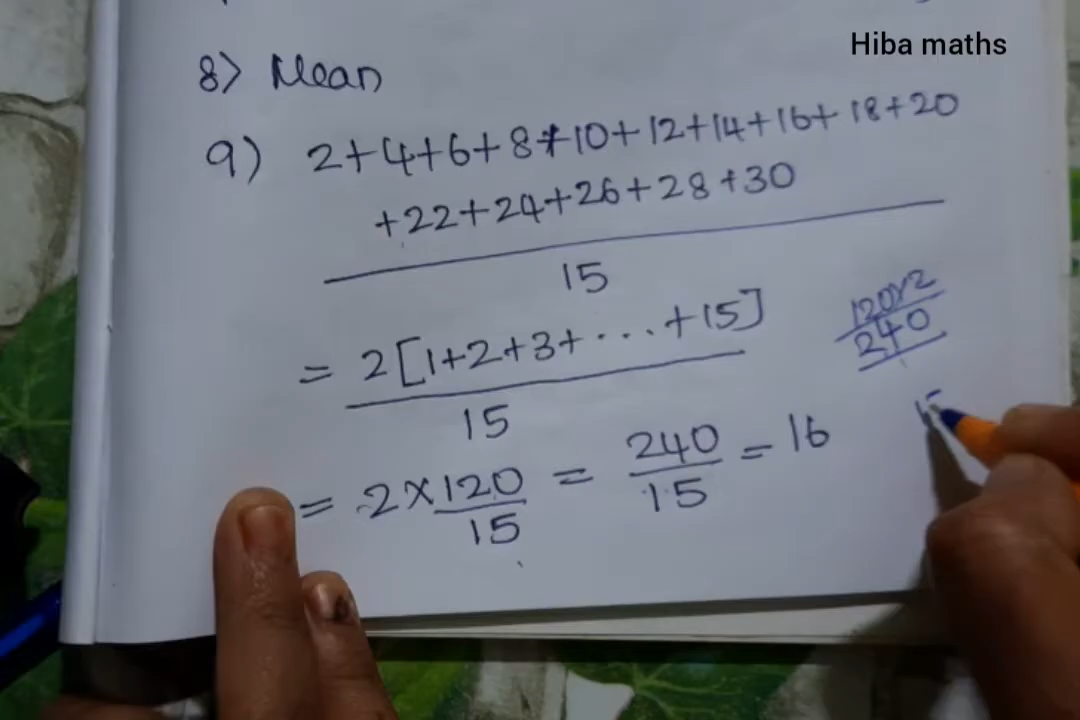 Hiba maths
8) Mean
9) 2+4+6+8+10+12+14+16+18+20
+22+24+26+28+30
15
= 2[1+2+3+...+15]
15
120×2
240
= 2×120/15 = 240/15 = 16